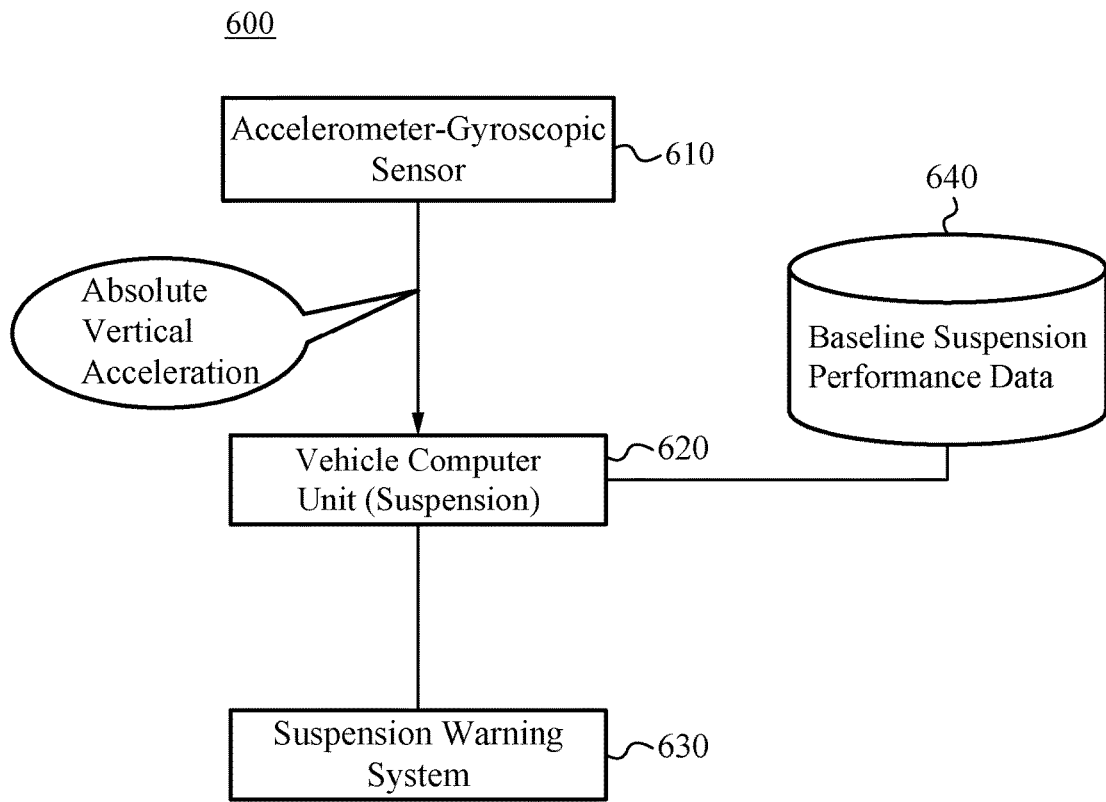 600
Accelerometer-Gyroscopic
Sensor
610
640
Absolute
Vertical
Acceleration
Baseline Suspension
Performance Data
Vehicle Computer
Unit (Suspension)
620
Suspension Warning
System
630